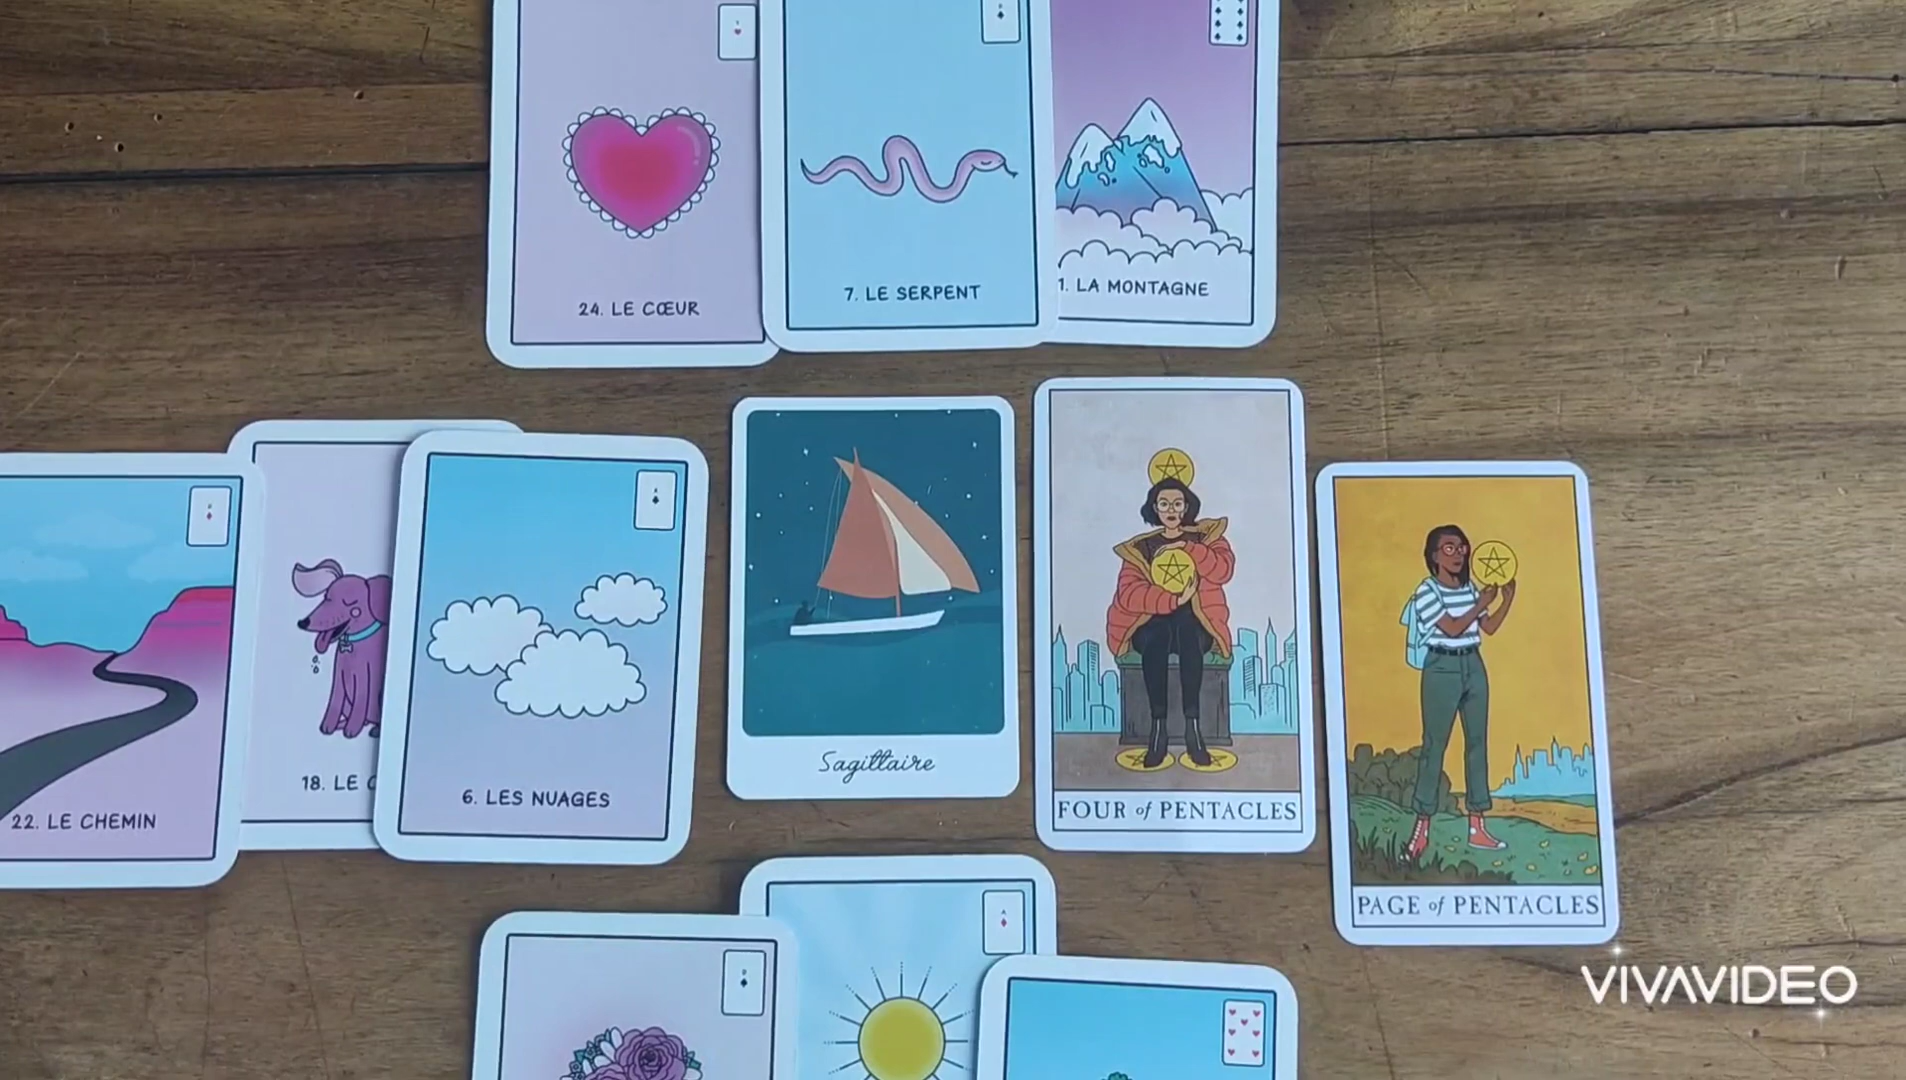 24. LE CŒUR
7. LE SERPENT
1. LA MONTAGNE
22. LE CHEMIN
18. LE C
6. LES NUAGES
Sagittaire
FOUR of PENTACLES
PAGE of PENTACLES
VIVAVIDEO